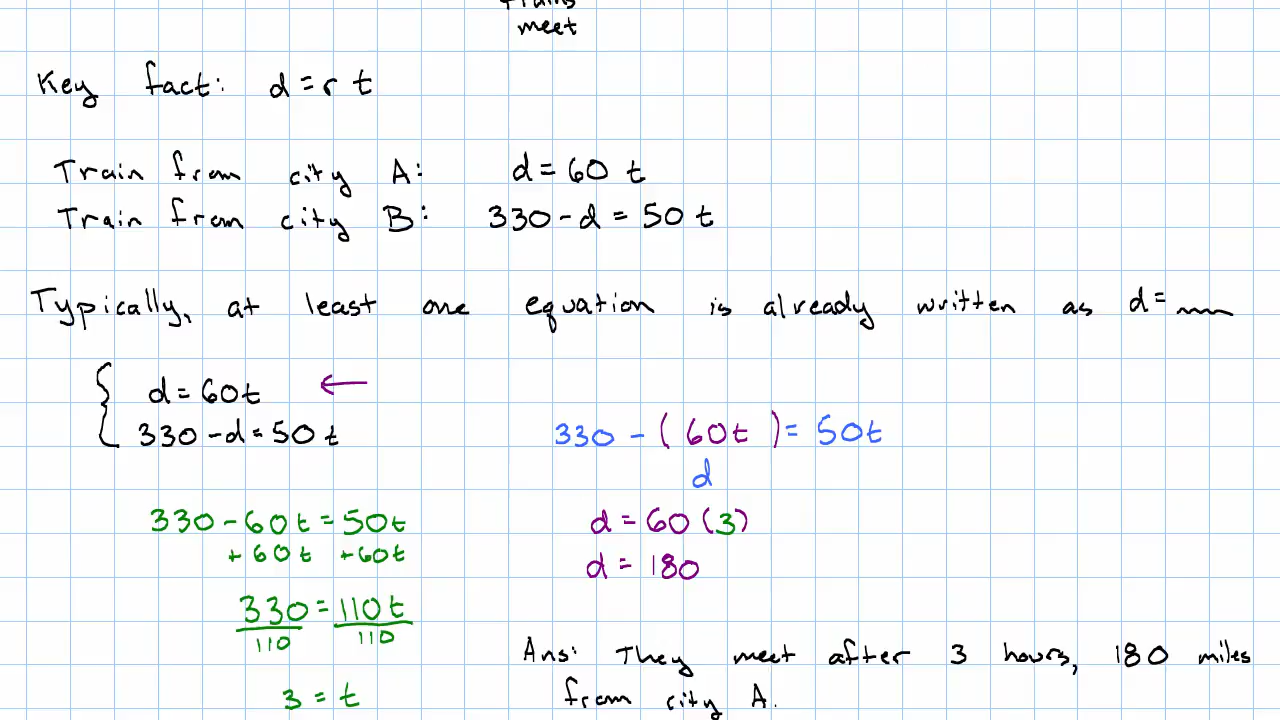 meet
Key fact: d = r t
Train from city A: d = 60 t
Train from city B: 330 - d = 50 t
Typically, at least one equation is already written as d =
d = 60t ←
330 - d = 50 t
330 - ( 60t ) = 50t
d
330 - 60t = 50t
+ 60t + 60t
330 = 110t
110 110
3 = t
d = 60 (3)
d = 180
Ans: They meet after 3 hours, 180 miles
from city A.